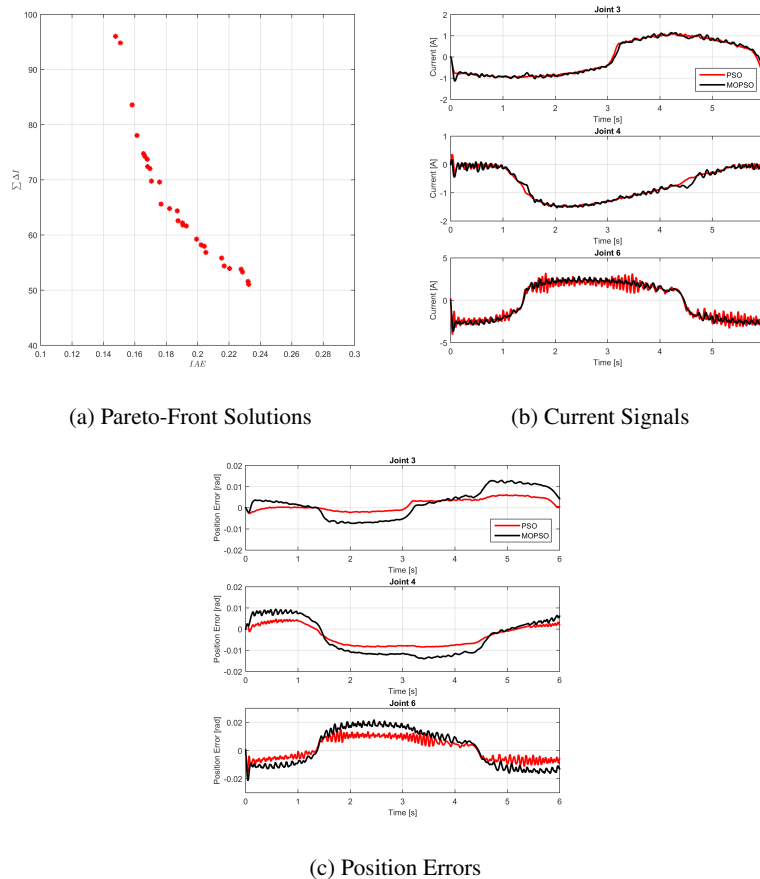 100
90
80
70
60
50
40
∑ ΔI
0.1 0.12 0.14 0.16 0.18 0.2 0.22 0.24 0.26 0.28 0.3
IAE
(a) Pareto-Front Solutions
Joint 3
2
1
0
-1
-2
Current [A]
PSO
MOPSO
0 1 2 3 4 5
Time [s]
Joint 4
1
0
-1
-2
Current [A]
0 1 2 3 4 5
Time [s]
Joint 6
5
0
-5
Current [A]
0 1 2 3 4 5
Time [s]
(b) Current Signals
Joint 3
0.02
0.01
0
-0.01
-0.02
Position Error [rad]
PSO
MOPSO
0 1 2 3 4 5 6
Time [s]
Joint 4
0.02
0.01
0
-0.01
-0.02
Position Error [rad]
0 1 2 3 4 5 6
Time [s]
Joint 6
0.02
0
-0.02
Position Error [rad]
0 1 2 3 4 5 6
Time [s]
(c) Position Errors